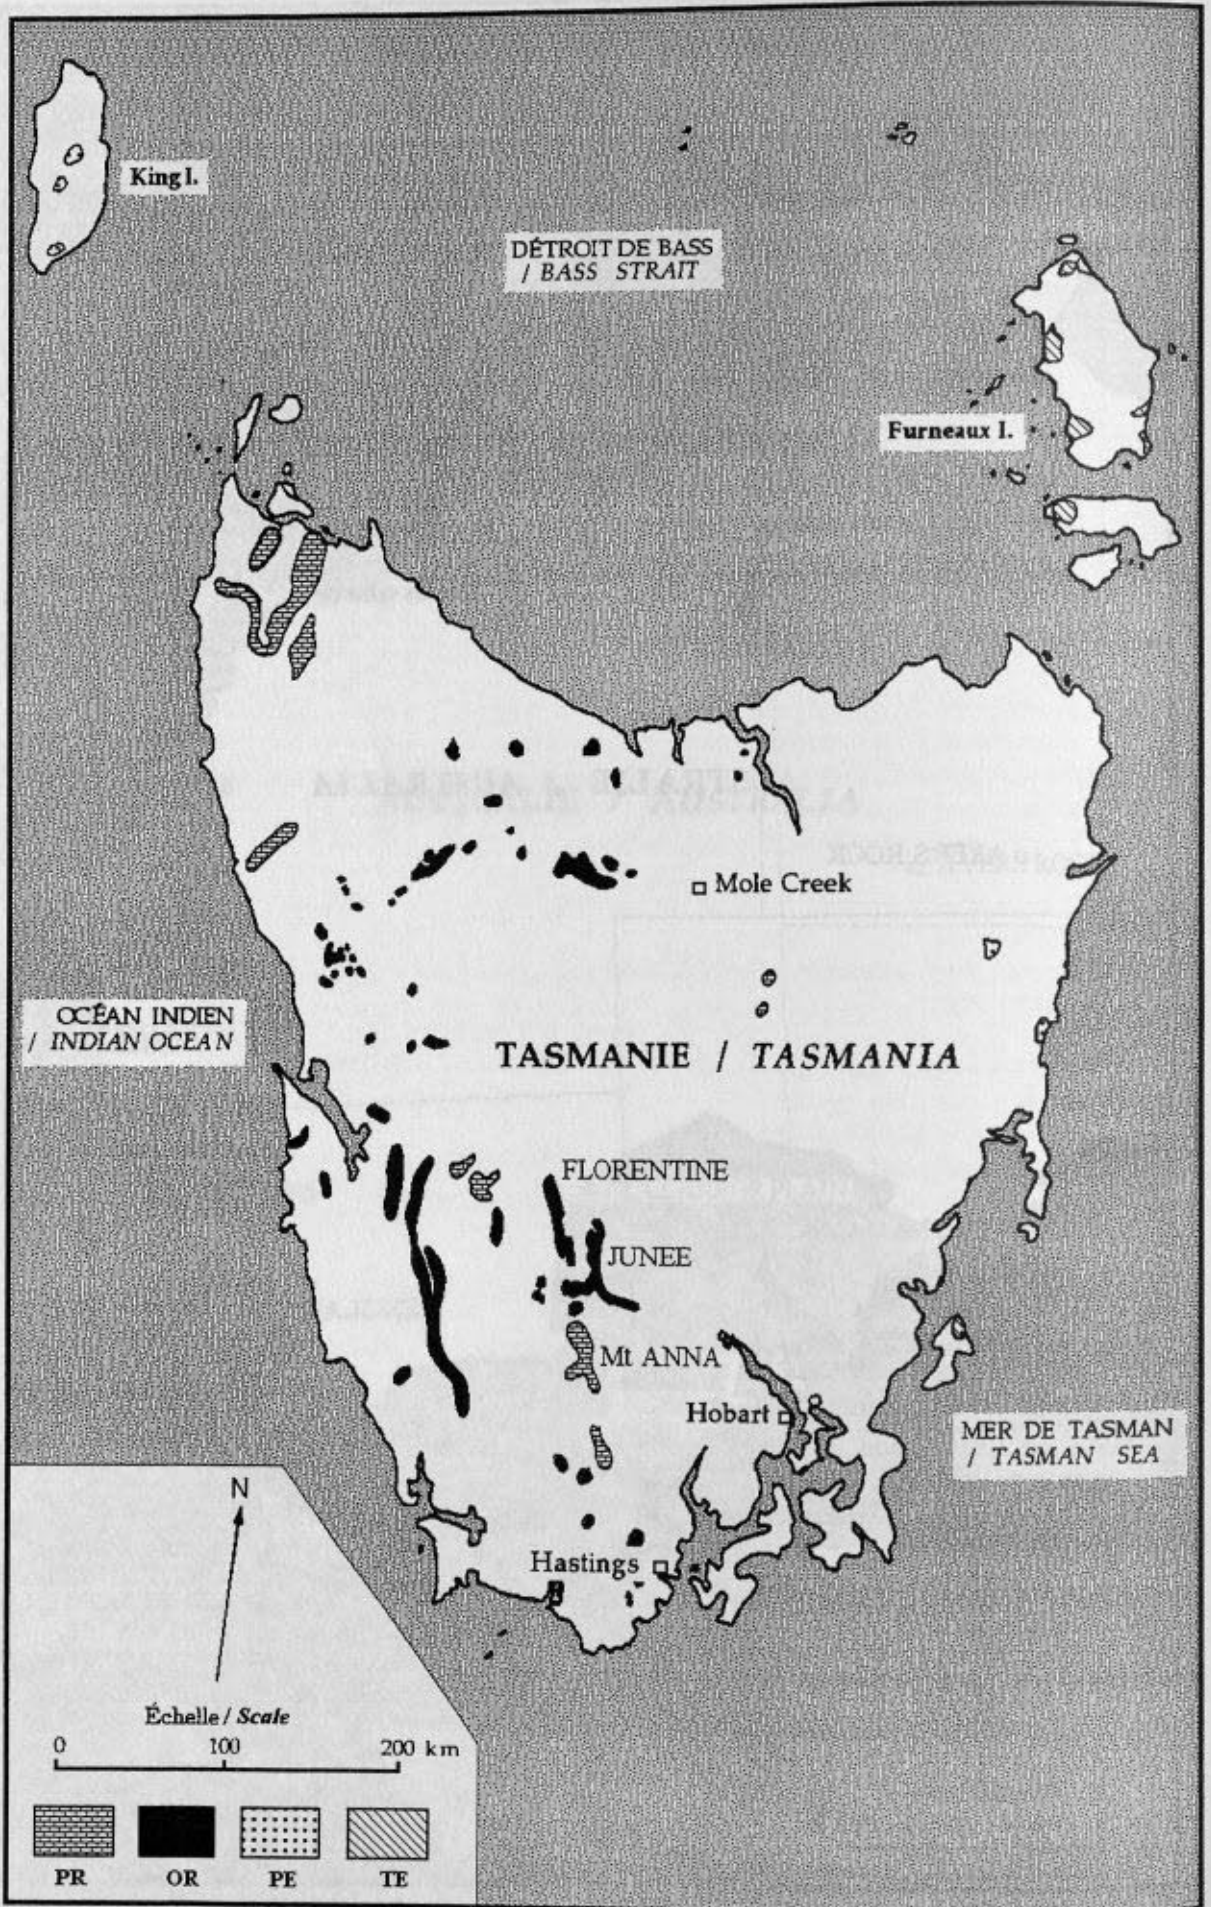 King I.
DÉTROIT DE BASS
/ BASS STRAIT
Furneaux I.
Mole Creek
OCÉAN INDIEN
/ INDIAN OCEAN
TASMANIE / TASMANIA
FLORENTINE
JUNEE
Mt ANNA
Hobart
MER DE TASMAN
/ TASMAN SEA
N
Hastings
Échelle / Scale
0 100 200 km
PR OR PE TE